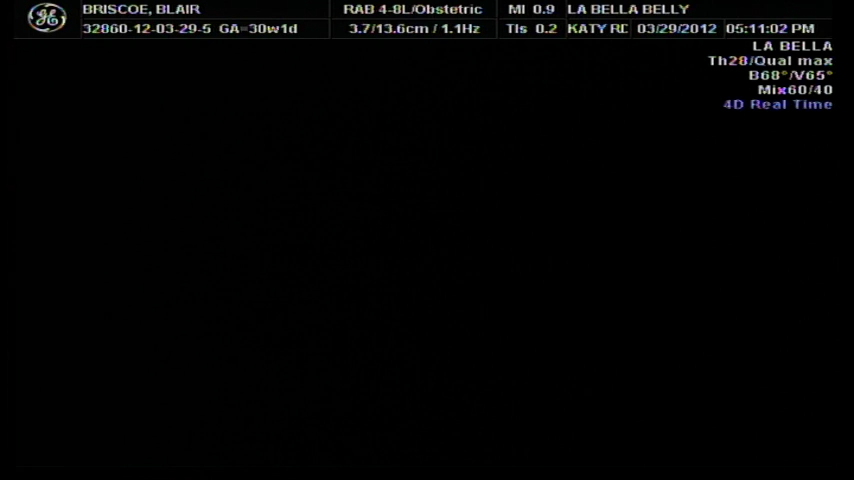 BRISCOE, BLAIR RAB 4-8L/Obstetric MI 0.9 LA BELLA BELLY
32860-12-03-29-5 GA=30w1d 3.7/13.6cm / 1.1Hz TIs 0.2 KATY RD 03/29/2012 05:11:02 PM
LA BELLA
Th28/Qual max
B68°/V65°
Mix60/40
4D Real Time